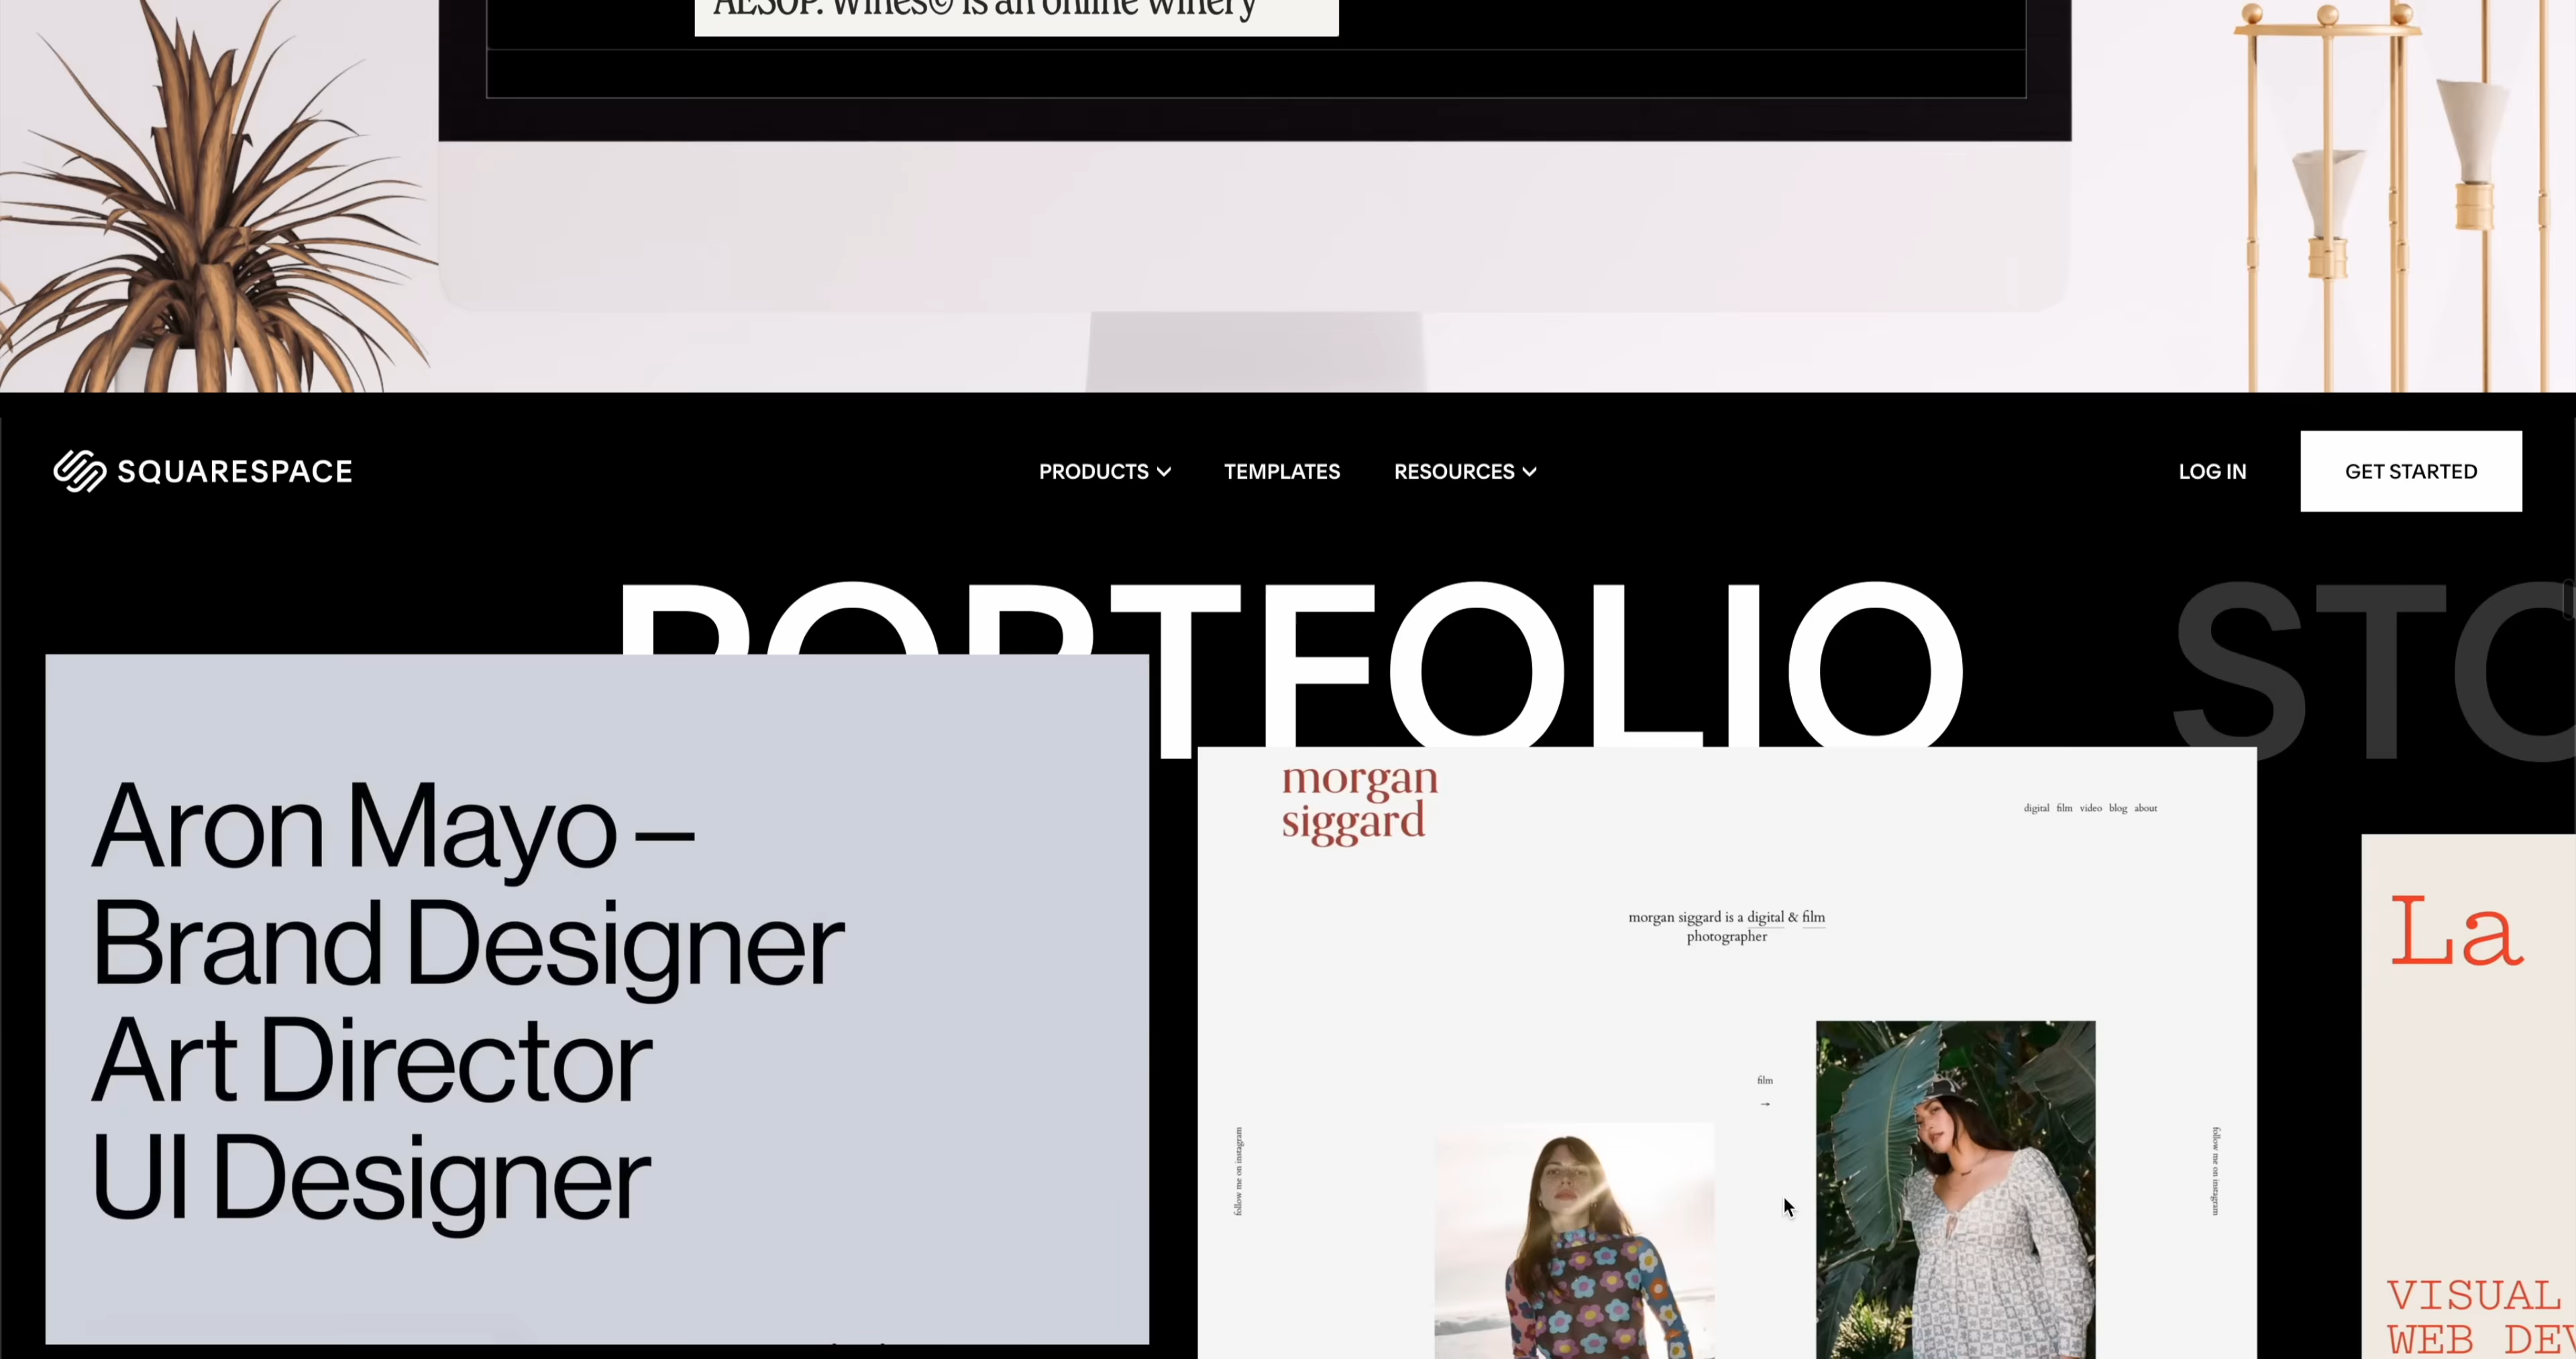 AESOP. Wines© is an online winery
SQUARESPACE
PRODUCTS
TEMPLATES
RESOURCES
LOG IN
GET STARTED
PORTFOLIO
STO
Aron Mayo –
Brand Designer
Art Director
UI Designer
morgan
siggard
digital film video blog about
morgan siggard is a digital & film
photographer
film
→
follow me on instagram
follow me on instagram
La
VISUAL
WEB DEV